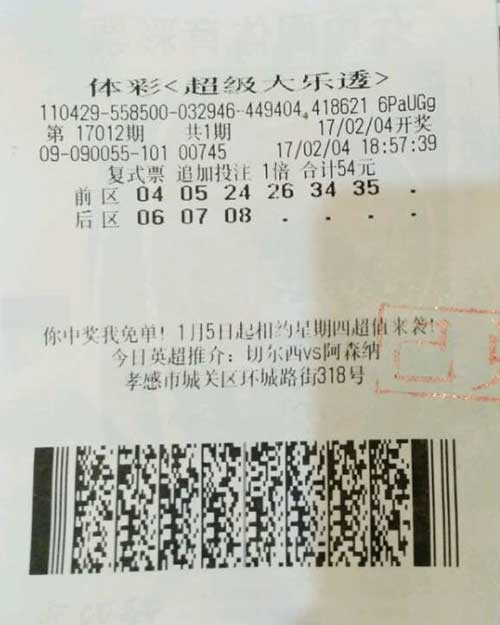 体彩<超级大乐透>
110429-558500-032946-449404 418621 6PaUGg
第 17012期 共1期 17/02/04开奖
09-090055-101 00745 17/02/04 18:57:39
复式票 追加投注 1倍 合计54元
前区 04 05 24 26 34 35 .
后区 06 07 08 . . . .
你中奖我免单! 1月5日起相约星期四超值来袭!
今日英超推介: 切尔西vs阿森纳
孝感市城关区环城路街318号